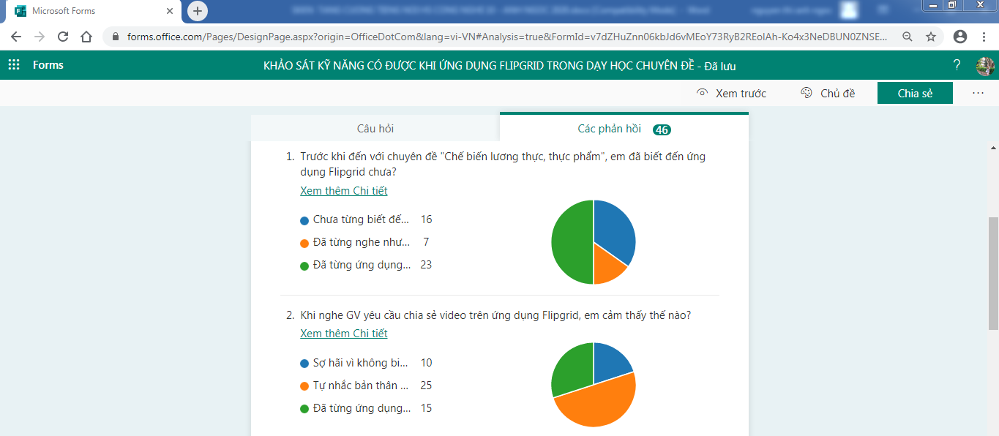 Microsoft Forms
forms.office.com/Pages/DesignPage.aspx?origin=OfficeDotCom&lang=vi-VN#Analysis=true&FormId=v7dZHuZnn06kbJd6vMEoY73RyB2REolAh-Ko4x3NeDBUN0ZNSE...
Forms
KHẢO SÁT KỸ NĂNG CÓ ĐƯỢC KHI ỨNG DỤNG FLIPGRID TRONG DẠY HỌC CHUYÊN ĐỀ - Đã lưu
?
Xem trước
Chủ đề
Chia sẻ
Câu hỏi
Các phản hồi 46
1. Trước khi đến với chuyên đề "Chế biến lương thực, thực phẩm", em đã biết đến ứng
dụng Flipgrid chưa?
Xem thêm Chi tiết
Chưa từng biết đế... 16
Đã từng nghe như... 7
Đã từng ứng dụng... 23
2. Khi nghe GV yêu cầu chia sẻ video trên ứng dụng Flipgrid, em cảm thấy thế nào?
Xem thêm Chi tiết
Sợ hãi vì không bi... 10
Tự nhắc bản thân ... 25
Đã từng ứng dụng... 15